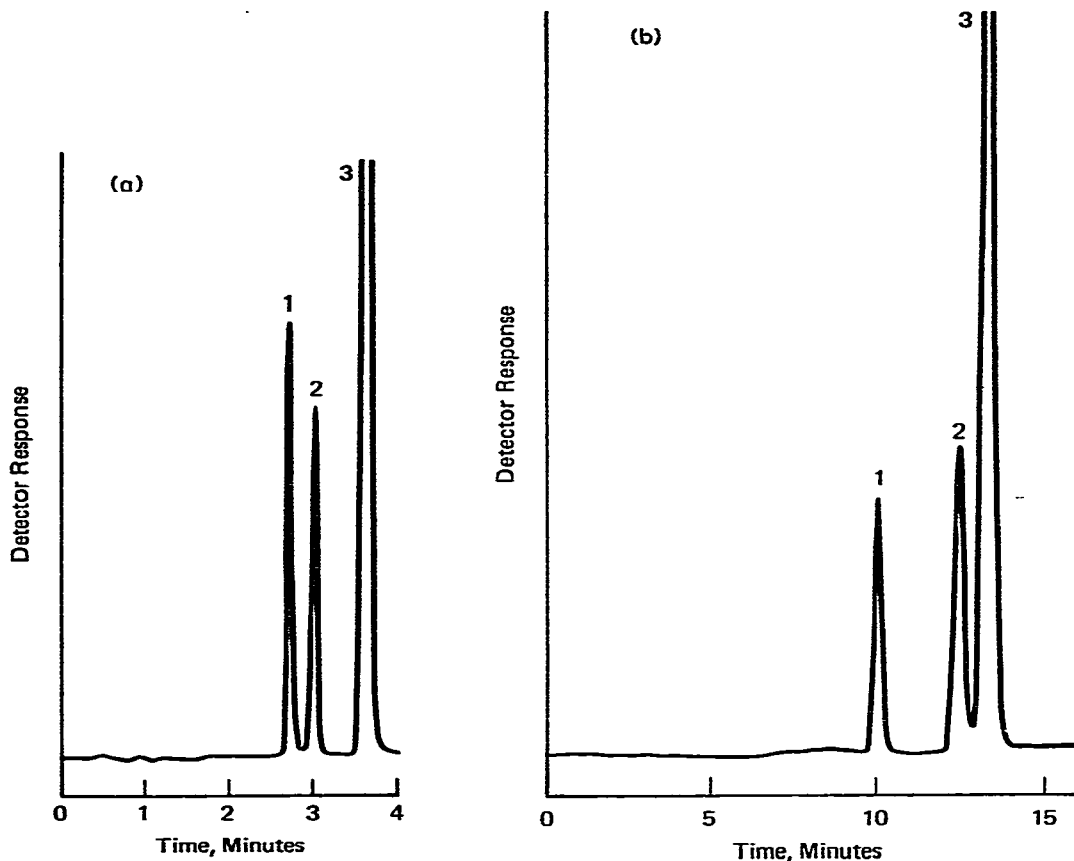 (a)
1
2
3
Detector Response
0 1 2 3 4
Time, Minutes
(b)
1
2
3
Detector Response
0 5 10 15
Time, Minutes